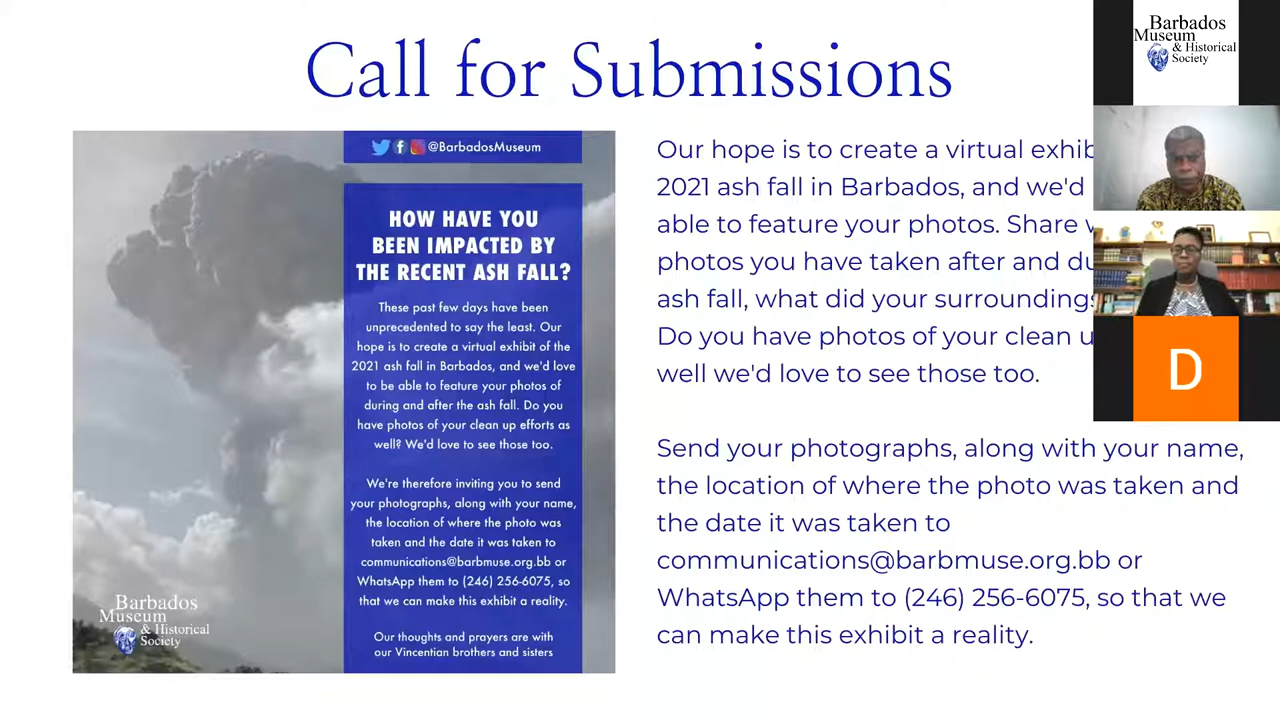 Call for Submissions
@BarbadosMuseum
HOW HAVE YOU
BEEN IMPACTED BY
THE RECENT ASH FALL?
These past few days have been
unprecedented to say the least. Our
hope is to create a virtual exhibit of the
2021 ash fall in Barbados, and we'd love
to be able to feature your photos of
during and after the ash fall. Do you
have photos of your clean up efforts as
well? We'd love to see those too.
We're therefore inviting you to send
your photographs, along with your name,
the location of where the photo was
taken and the date it was taken to
communications@barbmuse.org.bb or
WhatsApp them to (246) 256-6075, so
that we can make this exhibit a reality.
Our thoughts and prayers are with
our Vincentian brothers and sisters
Barbados
Museum
& Historical
Society
Our hope is to create a virtual
2021 ash fall in Barbados, and we'd
able to feature your photos. Share
photos you have taken after and
ash fall, what did your
Do you have photos of your clean
well we'd love to see those too.
Send your photographs, along with your name,
the location of where the photo was taken and
the date it was taken to
communications@barbmuse.org.bb or
WhatsApp them to (246) 256-6075, so that we
can make this exhibit a reality.
Barbados
Museum
& Historical
Society
D